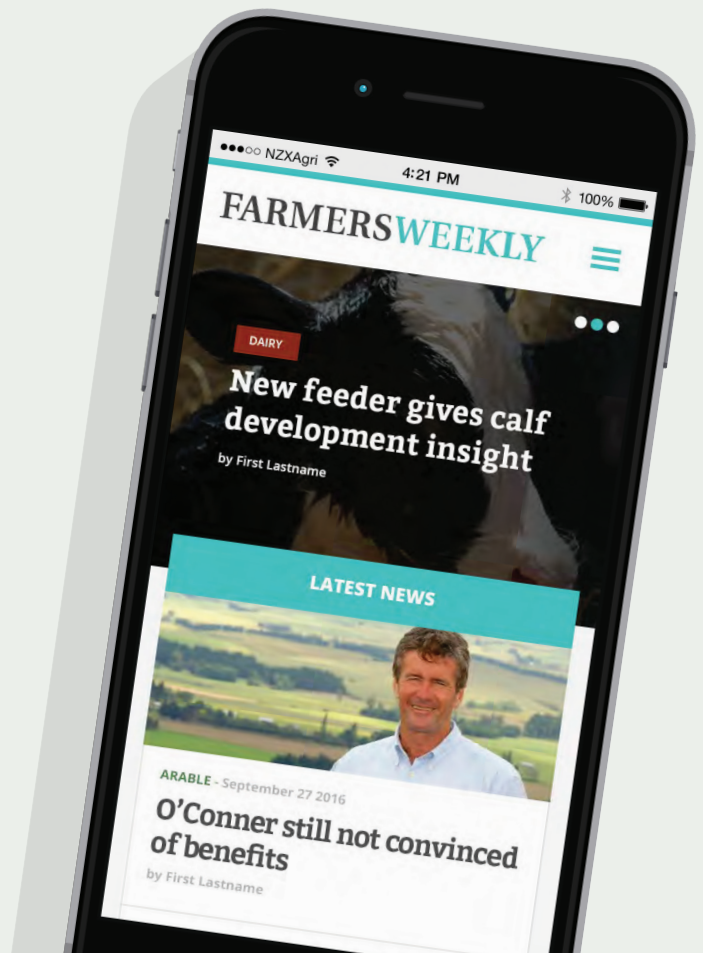 NZXAgri 4:21 PM 100%
FARMERSWEEKLY
DAIRY
New feeder gives calf
development insight
by First Lastname
LATEST NEWS
ARABLE - September 27 2016
O'Conner still not convinced
of benefits
by First Lastname